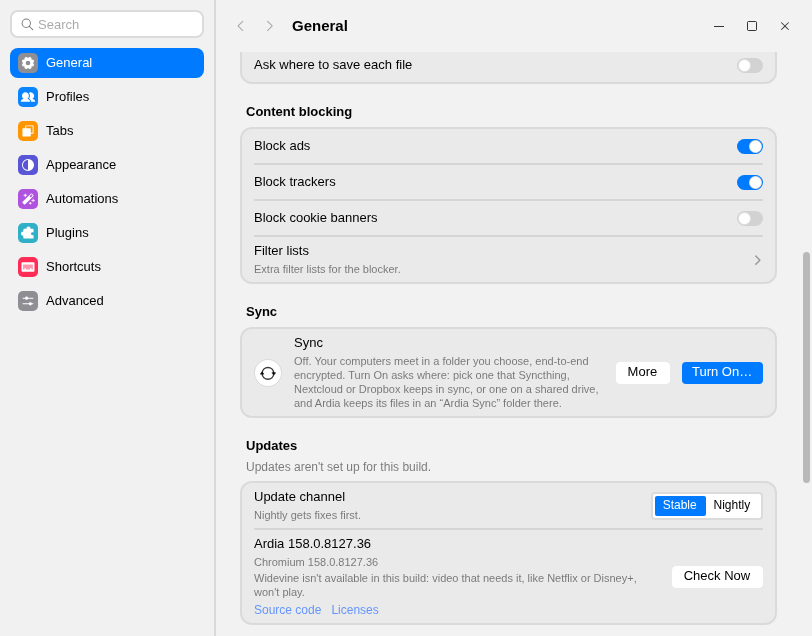 Search
General
General
Profiles
Tabs
Appearance
Automations
Plugins
Shortcuts
Advanced
Ask where to save each file
Content blocking
Block ads
Block trackers
Block cookie banners
Filter lists
Extra filter lists for the blocker.
Sync
Sync
Off. Your computers meet in a folder you choose, end-to-end
encrypted. Turn On asks where: pick one that Syncthing,
Nextcloud or Dropbox keeps in sync, or one on a shared drive,
and Ardia keeps its files in an “Ardia Sync” folder there.
More
Turn On…
Updates
Updates aren't set up for this build.
Update channel
Nightly gets fixes first.
Stable
Nightly
Ardia 158.0.8127.36
Chromium 158.0.8127.36
Widevine isn't available in this build: video that needs it, like Netflix or Disney+,
won't play.
Source code
Licenses
Check Now